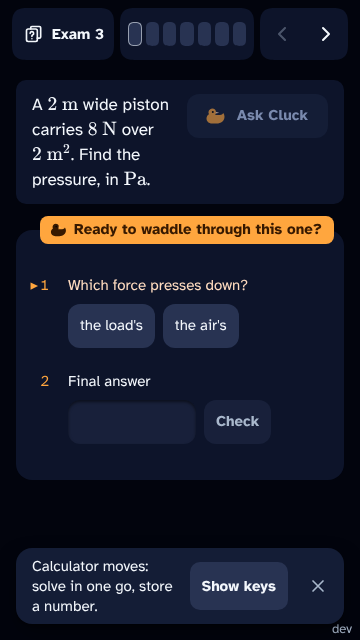 Exam 3
A 2 m wide piston
carries 8 N over
2 m². Find the
pressure, in Pa.
Ask Cluck
Ready to waddle through this one?
▸1 Which force presses down?
the load's the air's
2 Final answer
Check
Calculator moves:
solve in one go, store
a number.
Show keys
dev